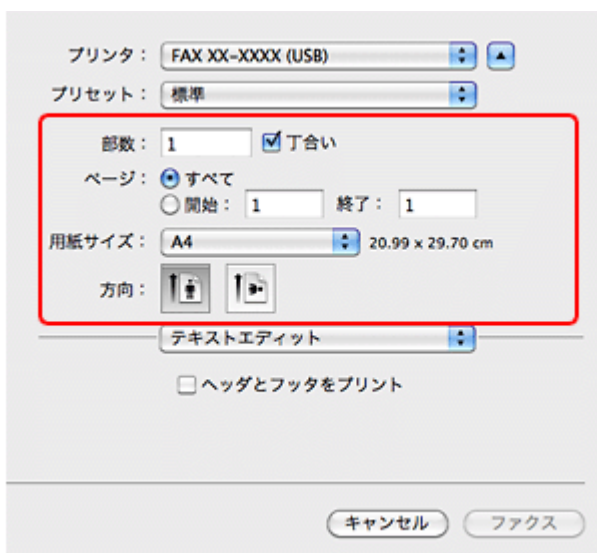 プリンタ： FAX XX-XXXX (USB)
プリセット： 標準
部数： 1 丁合い
ページ： すべて
開始： 1 終了： 1
用紙サイズ： A4 20.99 x 29.70 cm
方向：
テキストエディット
ヘッダとフッタをプリント
キャンセル ファクス